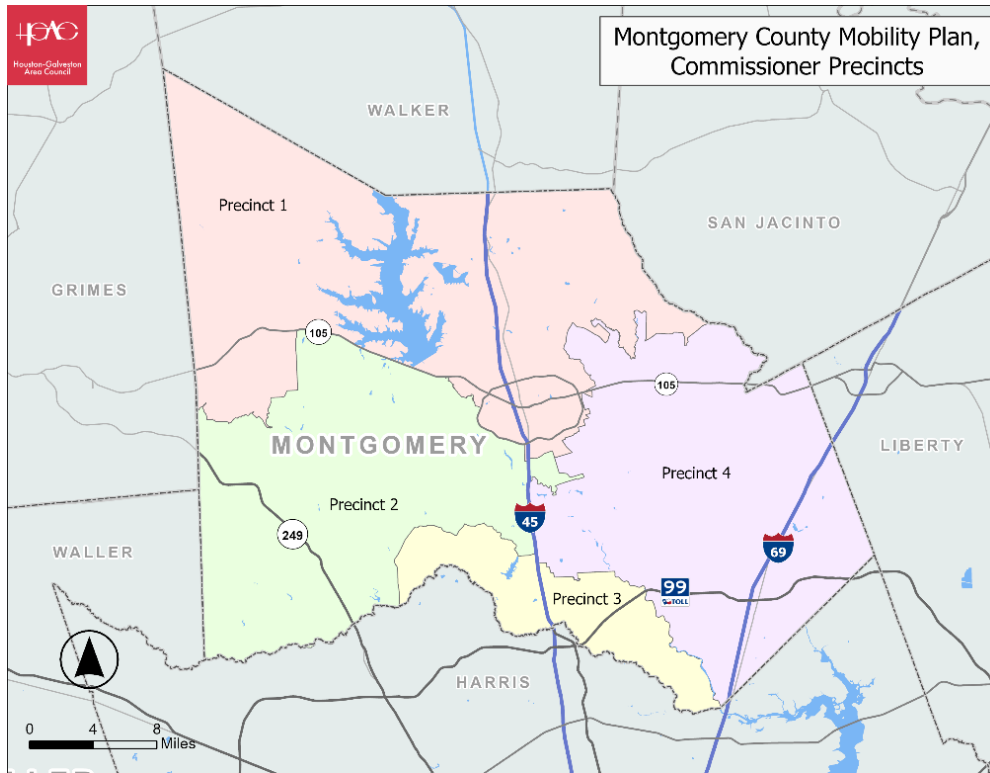 HGAC
Houston-Galveston
Area Council
Montgomery County Mobility Plan,
Commissioner Precincts
WALKER
Precinct 1
SAN JACINTO
GRIMES
105
105
MONTGOMERY
LIBERTY
Precinct 4
Precinct 2
45
249
69
WALLER
99
TOLL
Precinct 3
HARRIS
0 4 8
Miles